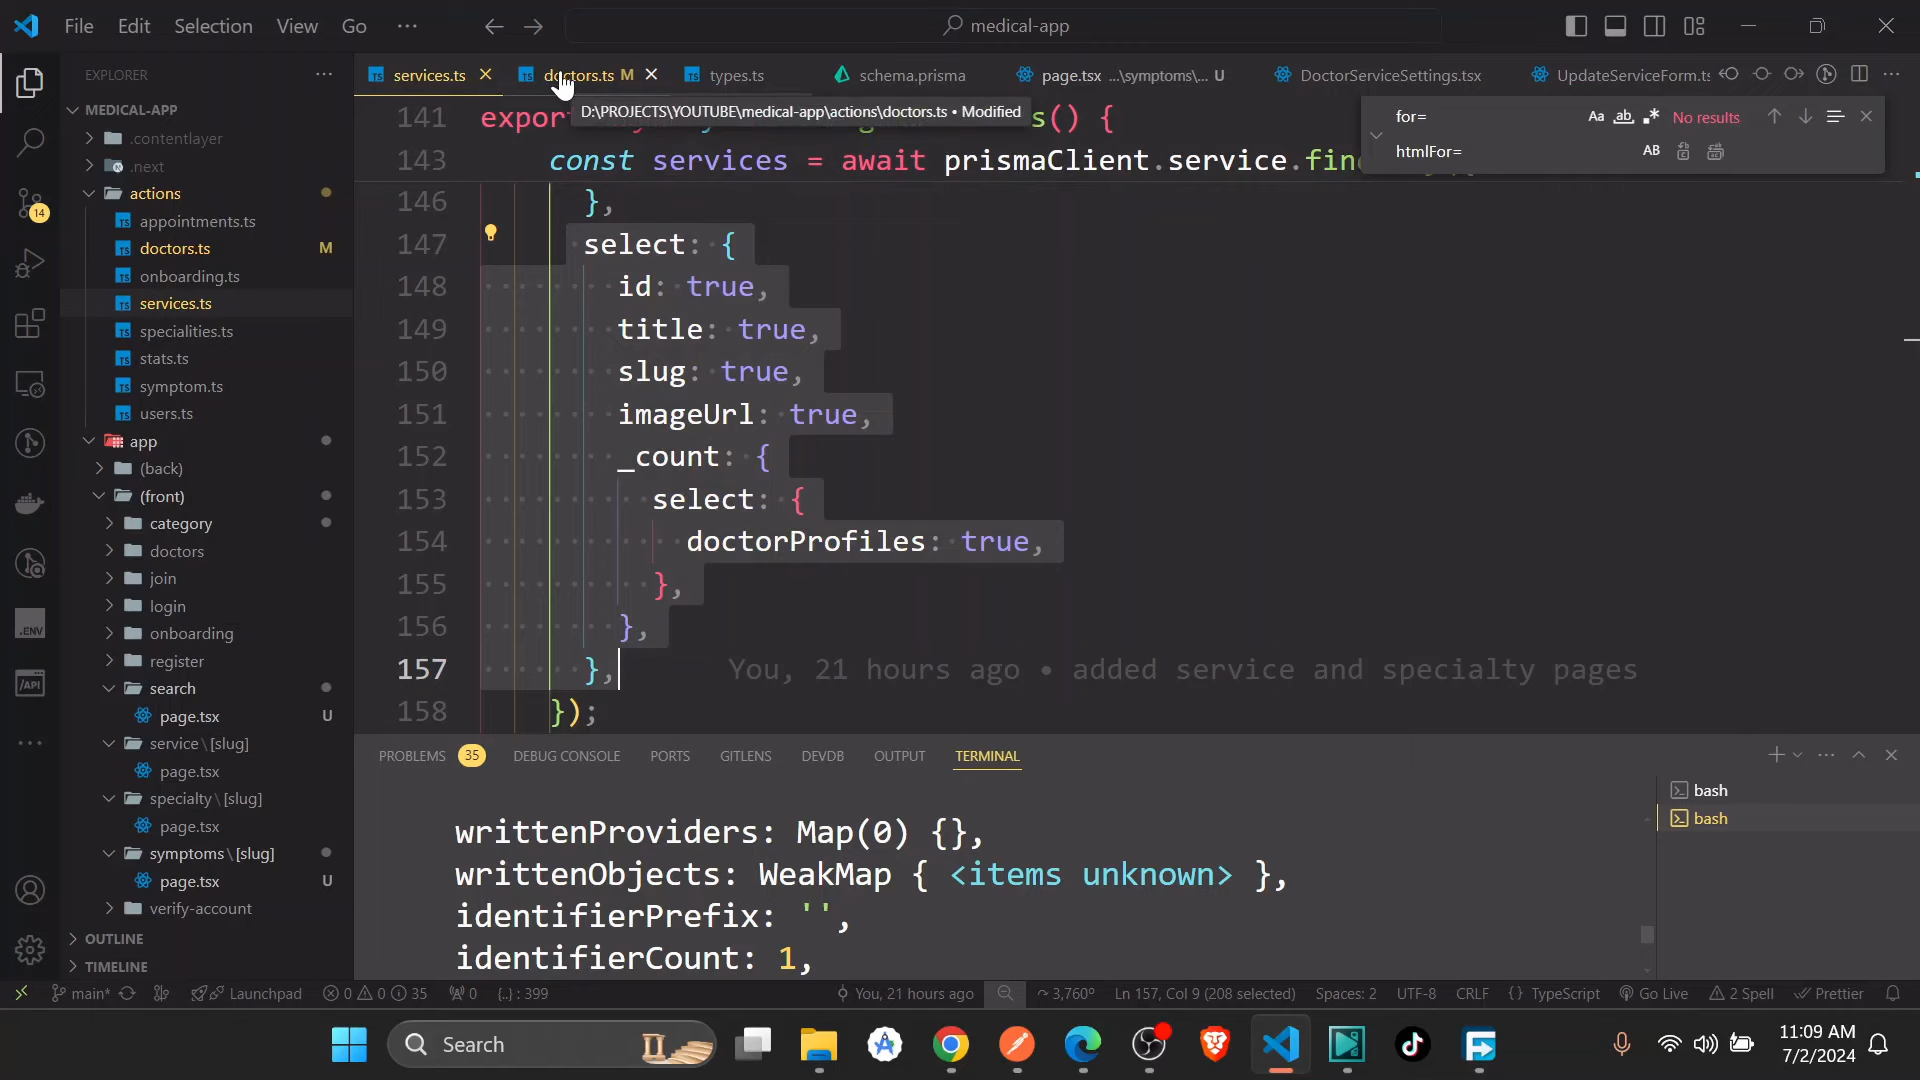 File Edit Selection View Go ··· medical-app
EXPLORER ···
services.ts doctors.ts M types.ts schema.prisma page.tsx ...\symptoms\... U DoctorServiceSettings.tsx UpdateServiceForm.ts ···
D:\PROJECTS\YOUTUBE\medical-app\actions\doctors.ts • Modified
for= Aa ab No results
htmlFor= AB
MEDICAL-APP
.contentlayer
.next
actions
appointments.ts
doctors.ts M
onboarding.ts
services.ts
specialities.ts
stats.ts
symptom.ts
users.ts
app
(back)
(front)
category
doctors
join
login
onboarding
register
search
page.tsx U
service\[slug]
page.tsx
specialty\[slug]
page.tsx
symptoms\[slug]
page.tsx U
verify-account
OUTLINE
TIMELINE
14
.ENV
/API
141 expor s() {
143 const services = await prismaClient.service.fin
146 },
147 select: {
148 id: true,
149 title: true,
150 slug: true,
151 imageUrl: true,
152 _count: {
153 select: {
154 doctorProfiles: true,
155 },
156 },
157 }, You, 21 hours ago • added service and specialty pages
158 });
PROBLEMS 35 DEBUG CONSOLE PORTS GITLENS DEVDB OUTPUT TERMINAL
writtenProviders: Map(0) {},
writtenObjects: WeakMap { <items unknown> },
identifierPrefix: '',
identifierCount: 1,
bash
bash
main* Launchpad 0 0 35 0 {..} : 399 You, 21 hours ago 3,760º Ln 157, Col 9 (208 selected) Spaces: 2 UTF-8 CRLF {} TypeScript Go Live 2 Spell Prettier
Search
11:09 AM
7/2/2024